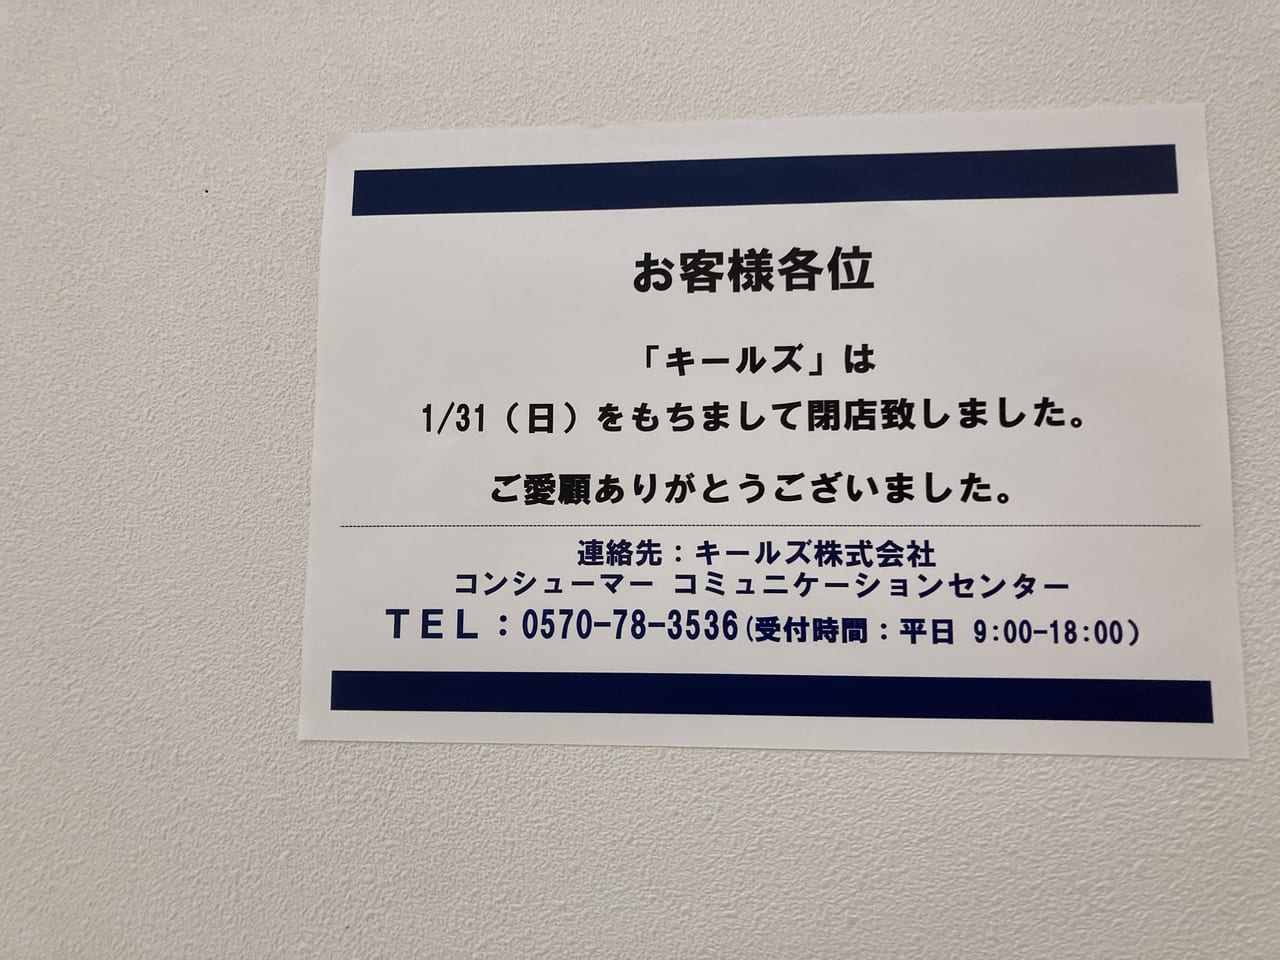 お客様各位
「キールズ」は
1/31（日）をもちまして閉店致しました。
ご愛顧ありがとうございました。
連絡先：キールズ株式会社
コンシューマー コミュニケーションセンター
ＴＥＬ：0570-78-3536(受付時間：平日 9:00-18:00)